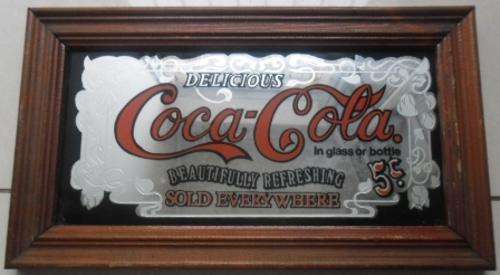 DELICIOUS
Coca-Cola.
In glass or bottle
5¢
BEAUTIFULLY REFRESHING
SOLD EVERYWHERE